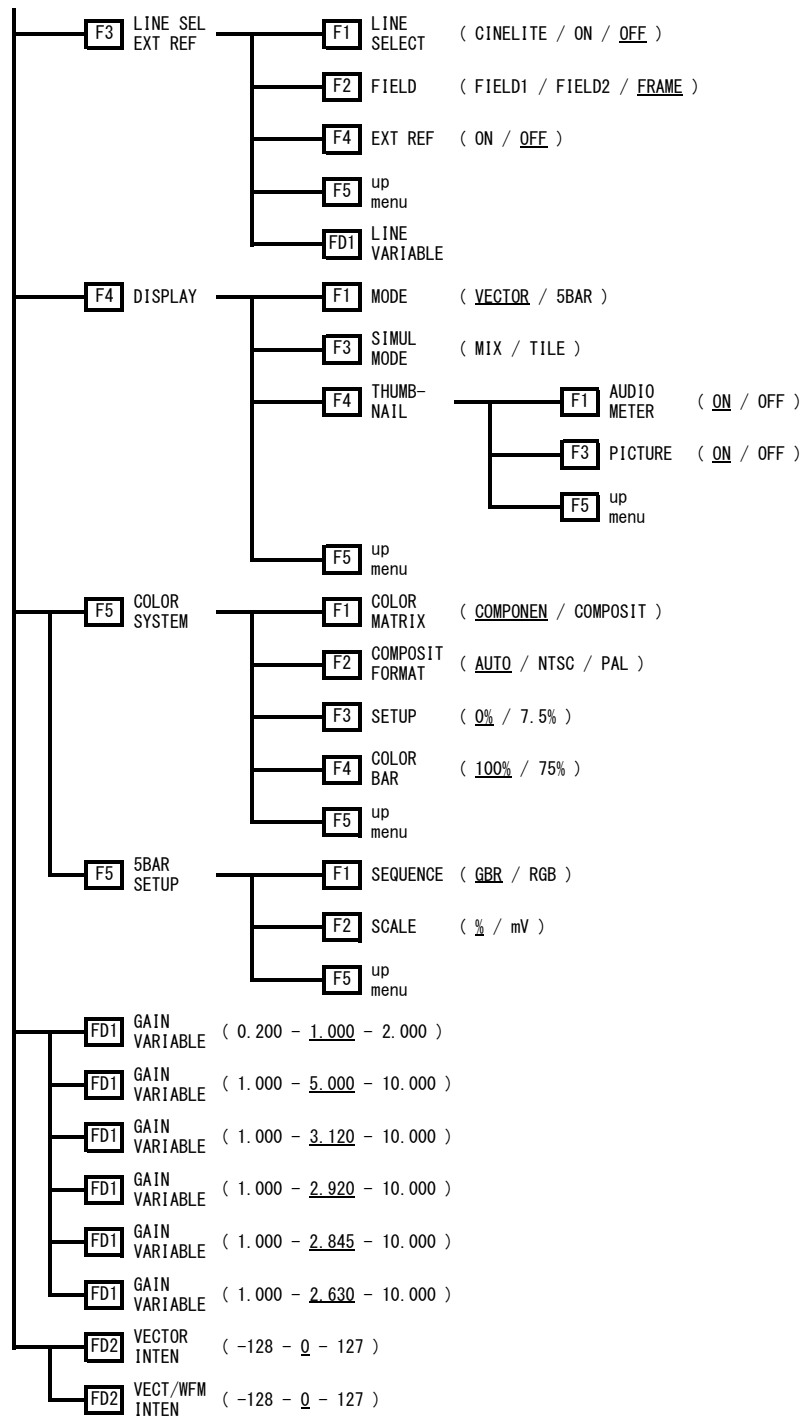 F3 LINE SEL
EXT REF
F1 LINE
SELECT ( CINELITE / ON / OFF )
F2 FIELD ( FIELD1 / FIELD2 / FRAME )
F4 EXT REF ( ON / OFF )
F5 up
menu
FD1 LINE
VARIABLE
F4 DISPLAY
F1 MODE ( VECTOR / 5BAR )
F3 SIMUL
MODE ( MIX / TILE )
F4 THUMB-
NAIL
F1 AUDIO
METER ( ON / OFF )
F3 PICTURE ( ON / OFF )
F5 up
menu
F5 up
menu
F5 COLOR
SYSTEM
F1 COLOR
MATRIX ( COMPONEN / COMPOSIT )
F2 COMPOSIT
FORMAT ( AUTO / NTSC / PAL )
F3 SETUP ( 0% / 7.5% )
F4 COLOR
BAR ( 100% / 75% )
F5 up
menu
F5 5BAR
SETUP
F1 SEQUENCE ( GBR / RGB )
F2 SCALE ( % / mV )
F5 up
menu
FD1 GAIN
VARIABLE ( 0.200 - 1.000 - 2.000 )
FD1 GAIN
VARIABLE ( 1.000 - 5.000 - 10.000 )
FD1 GAIN
VARIABLE ( 1.000 - 3.120 - 10.000 )
FD1 GAIN
VARIABLE ( 1.000 - 2.920 - 10.000 )
FD1 GAIN
VARIABLE ( 1.000 - 2.845 - 10.000 )
FD1 GAIN
VARIABLE ( 1.000 - 2.630 - 10.000 )
FD2 VECTOR
INTEN ( -128 - 0 - 127 )
FD2 VECT/WFM
INTEN ( -128 - 0 - 127 )